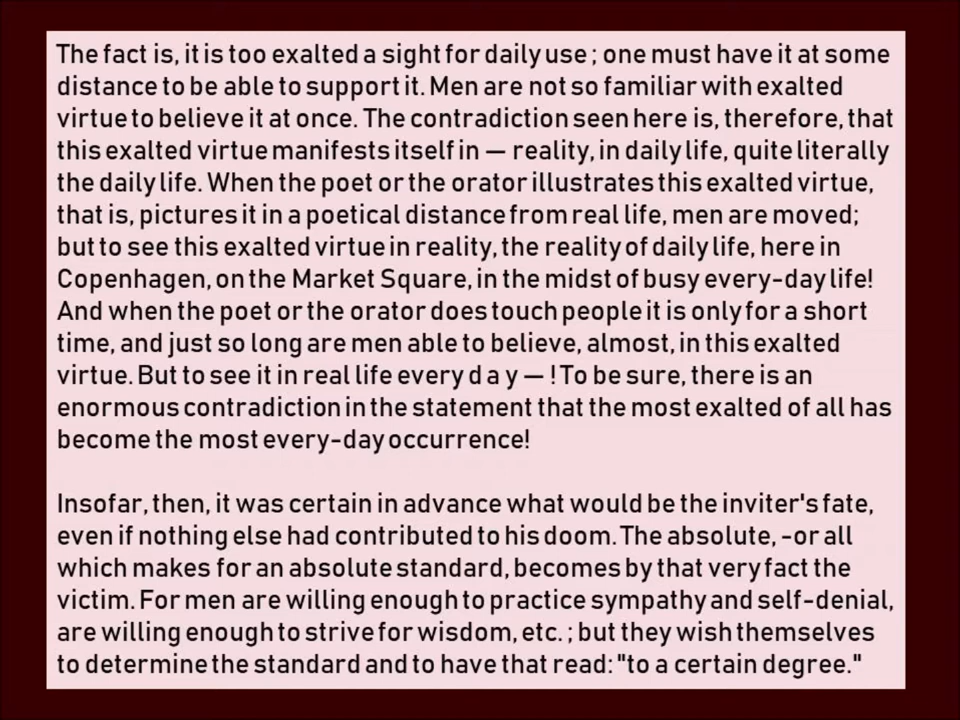 The fact is, it is too exalted a sight for daily use ; one must have it at some
distance to be able to support it. Men are not so familiar with exalted
virtue to believe it at once. The contradiction seen here is, therefore, that
this exalted virtue manifests itself in — reality, in daily life, quite literally
the daily life. When the poet or the orator illustrates this exalted virtue,
that is, pictures it in a poetical distance from real life, men are moved;
but to see this exalted virtue in reality, the reality of daily life, here in
Copenhagen, on the Market Square, in the midst of busy every-day life!
And when the poet or the orator does touch people it is only for a short
time, and just so long are men able to believe, almost, in this exalted
virtue. But to see it in real life every d a y — ! To be sure, there is an
enormous contradiction in the statement that the most exalted of all has
become the most every-day occurrence!

Insofar, then, it was certain in advance what would be the inviter's fate,
even if nothing else had contributed to his doom. The absolute, -or all
which makes for an absolute standard, becomes by that very fact the
victim. For men are willing enough to practice sympathy and self-denial,
are willing enough to strive for wisdom, etc. ; but they wish themselves
to determine the standard and to have that read: "to a certain degree."